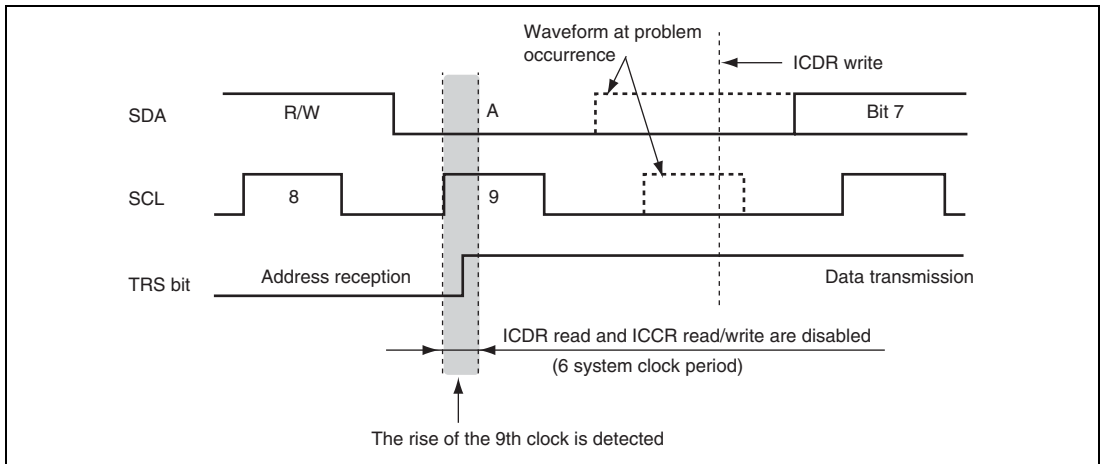 Waveform at problem
occurrence
ICDR write
SDA
R/W
A
Bit 7
SCL
8
9
TRS bit
Address reception
Data transmission
ICDR read and ICCR read/write are disabled
(6 system clock period)
The rise of the 9th clock is detected